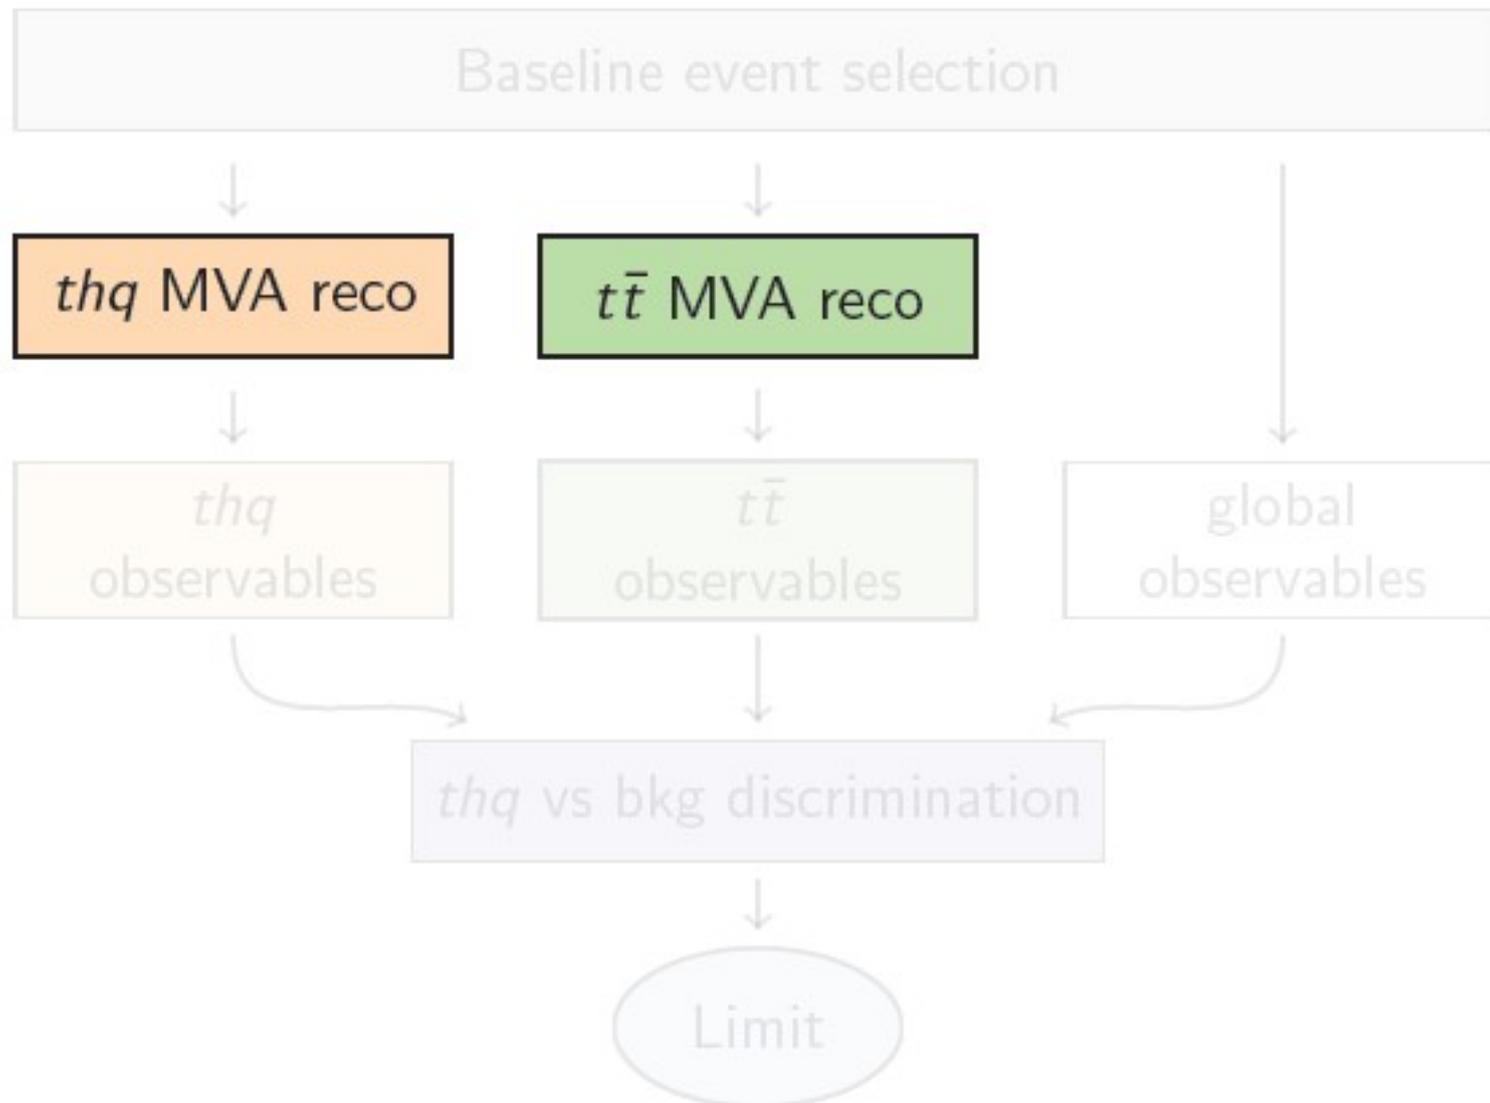 Baseline event selection
thq MVA reco
tt̄ MVA reco
thq
observables
tt̄
observables
global
observables
thq vs bkg discrimination
Limit